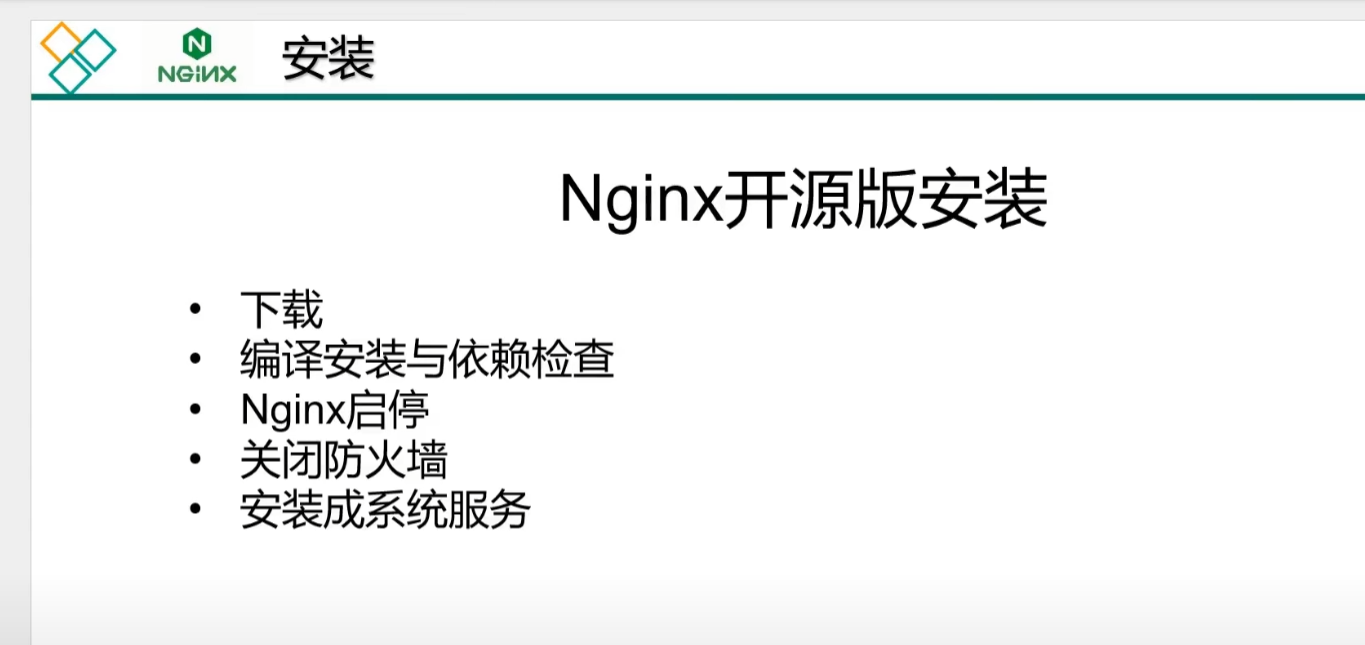 NGINX
安装
Nginx开源版安装
• 下载
• 编译安装与依赖检查
• Nginx启停
• 关闭防火墙
• 安装成系统服务